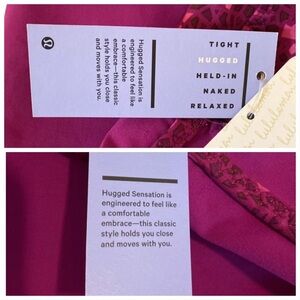 Hugged Sensation is
engineered to feel like
a comfortable
embrace—this classic
style holds you close
and moves with you.
TIGHT
HUGGED
HELD-IN
NAKED
RELAXED
Hugged Sensation is
engineered to feel like
a comfortable
embrace—this classic
style holds you close
and moves with you.